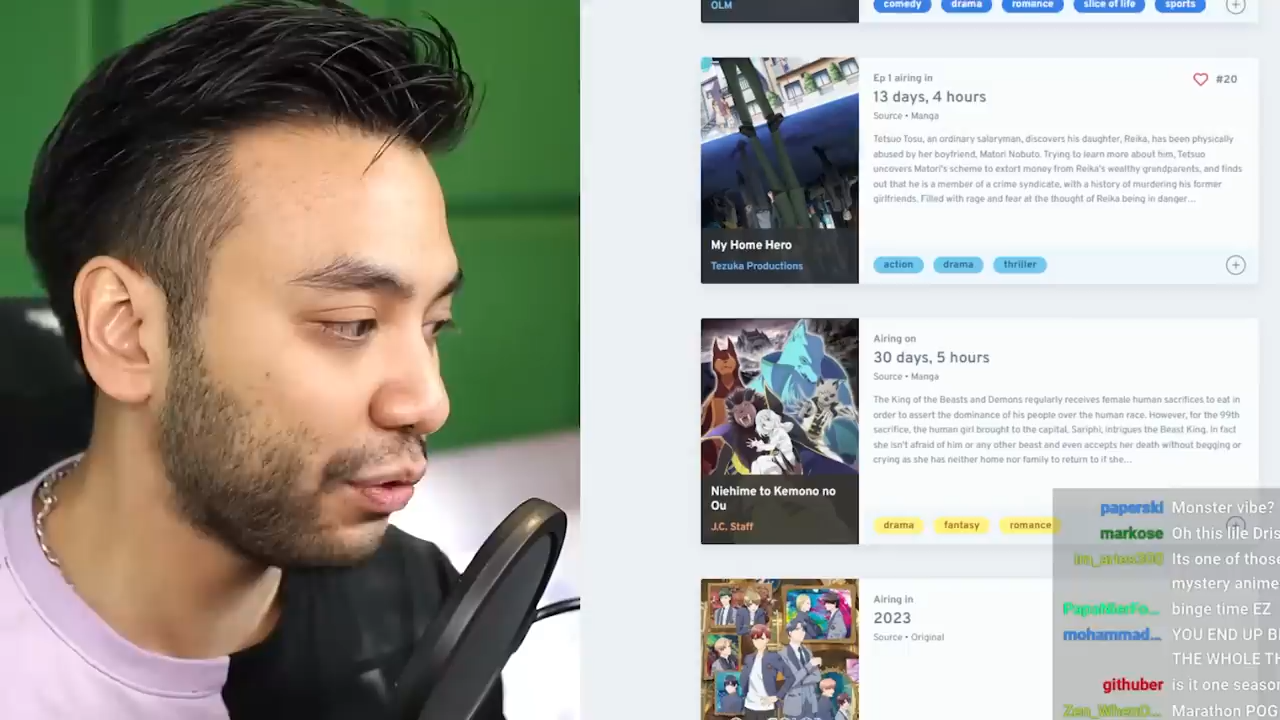 OLM
comedy
drama
romance
slice of life
sports
Ep 1 airing in
#20
13 days, 4 hours
Source • Manga
Tetsuo Tosu, an ordinary salaryman, discovers his daughter, Reika, has been physically
abused by her boyfriend, Matori Nobuto. Trying to learn more about him, Tetsuo
uncovers Matori's scheme to extort money from Reika's wealthy grandparents, and finds
out that he is a member of a crime syndicate, with a history of murdering his former
girlfriends. Filled with rage and fear at the thought of Reika being in danger...
My Home Hero
Tezuka Productions
action
drama
thriller
Airing on
30 days, 5 hours
Source • Manga
The King of the Beasts and Demons regularly receives female human sacrifices to eat in
order to assert the dominance of his people over the human race. However, for the 99th
sacrifice, the human girl brought to the capital, Sariphi, intrigues the Beast King. In fact
she isn't afraid of him or any other beast and even accepts her death without begging or
crying as she has neither home nor family to return to if she...
Niehime to Kemono no
Ou
J.C. Staff
drama
fantasy
romance
Airing in
2023
Source • Original
paperski Monster vibe?
markose Oh this lile Dris
im_aries300 Its one of those
mystery anime
binge time EZ
mohammad... YOU END UP B
THE WHOLE TH
githuber is it one season
Marathon POG